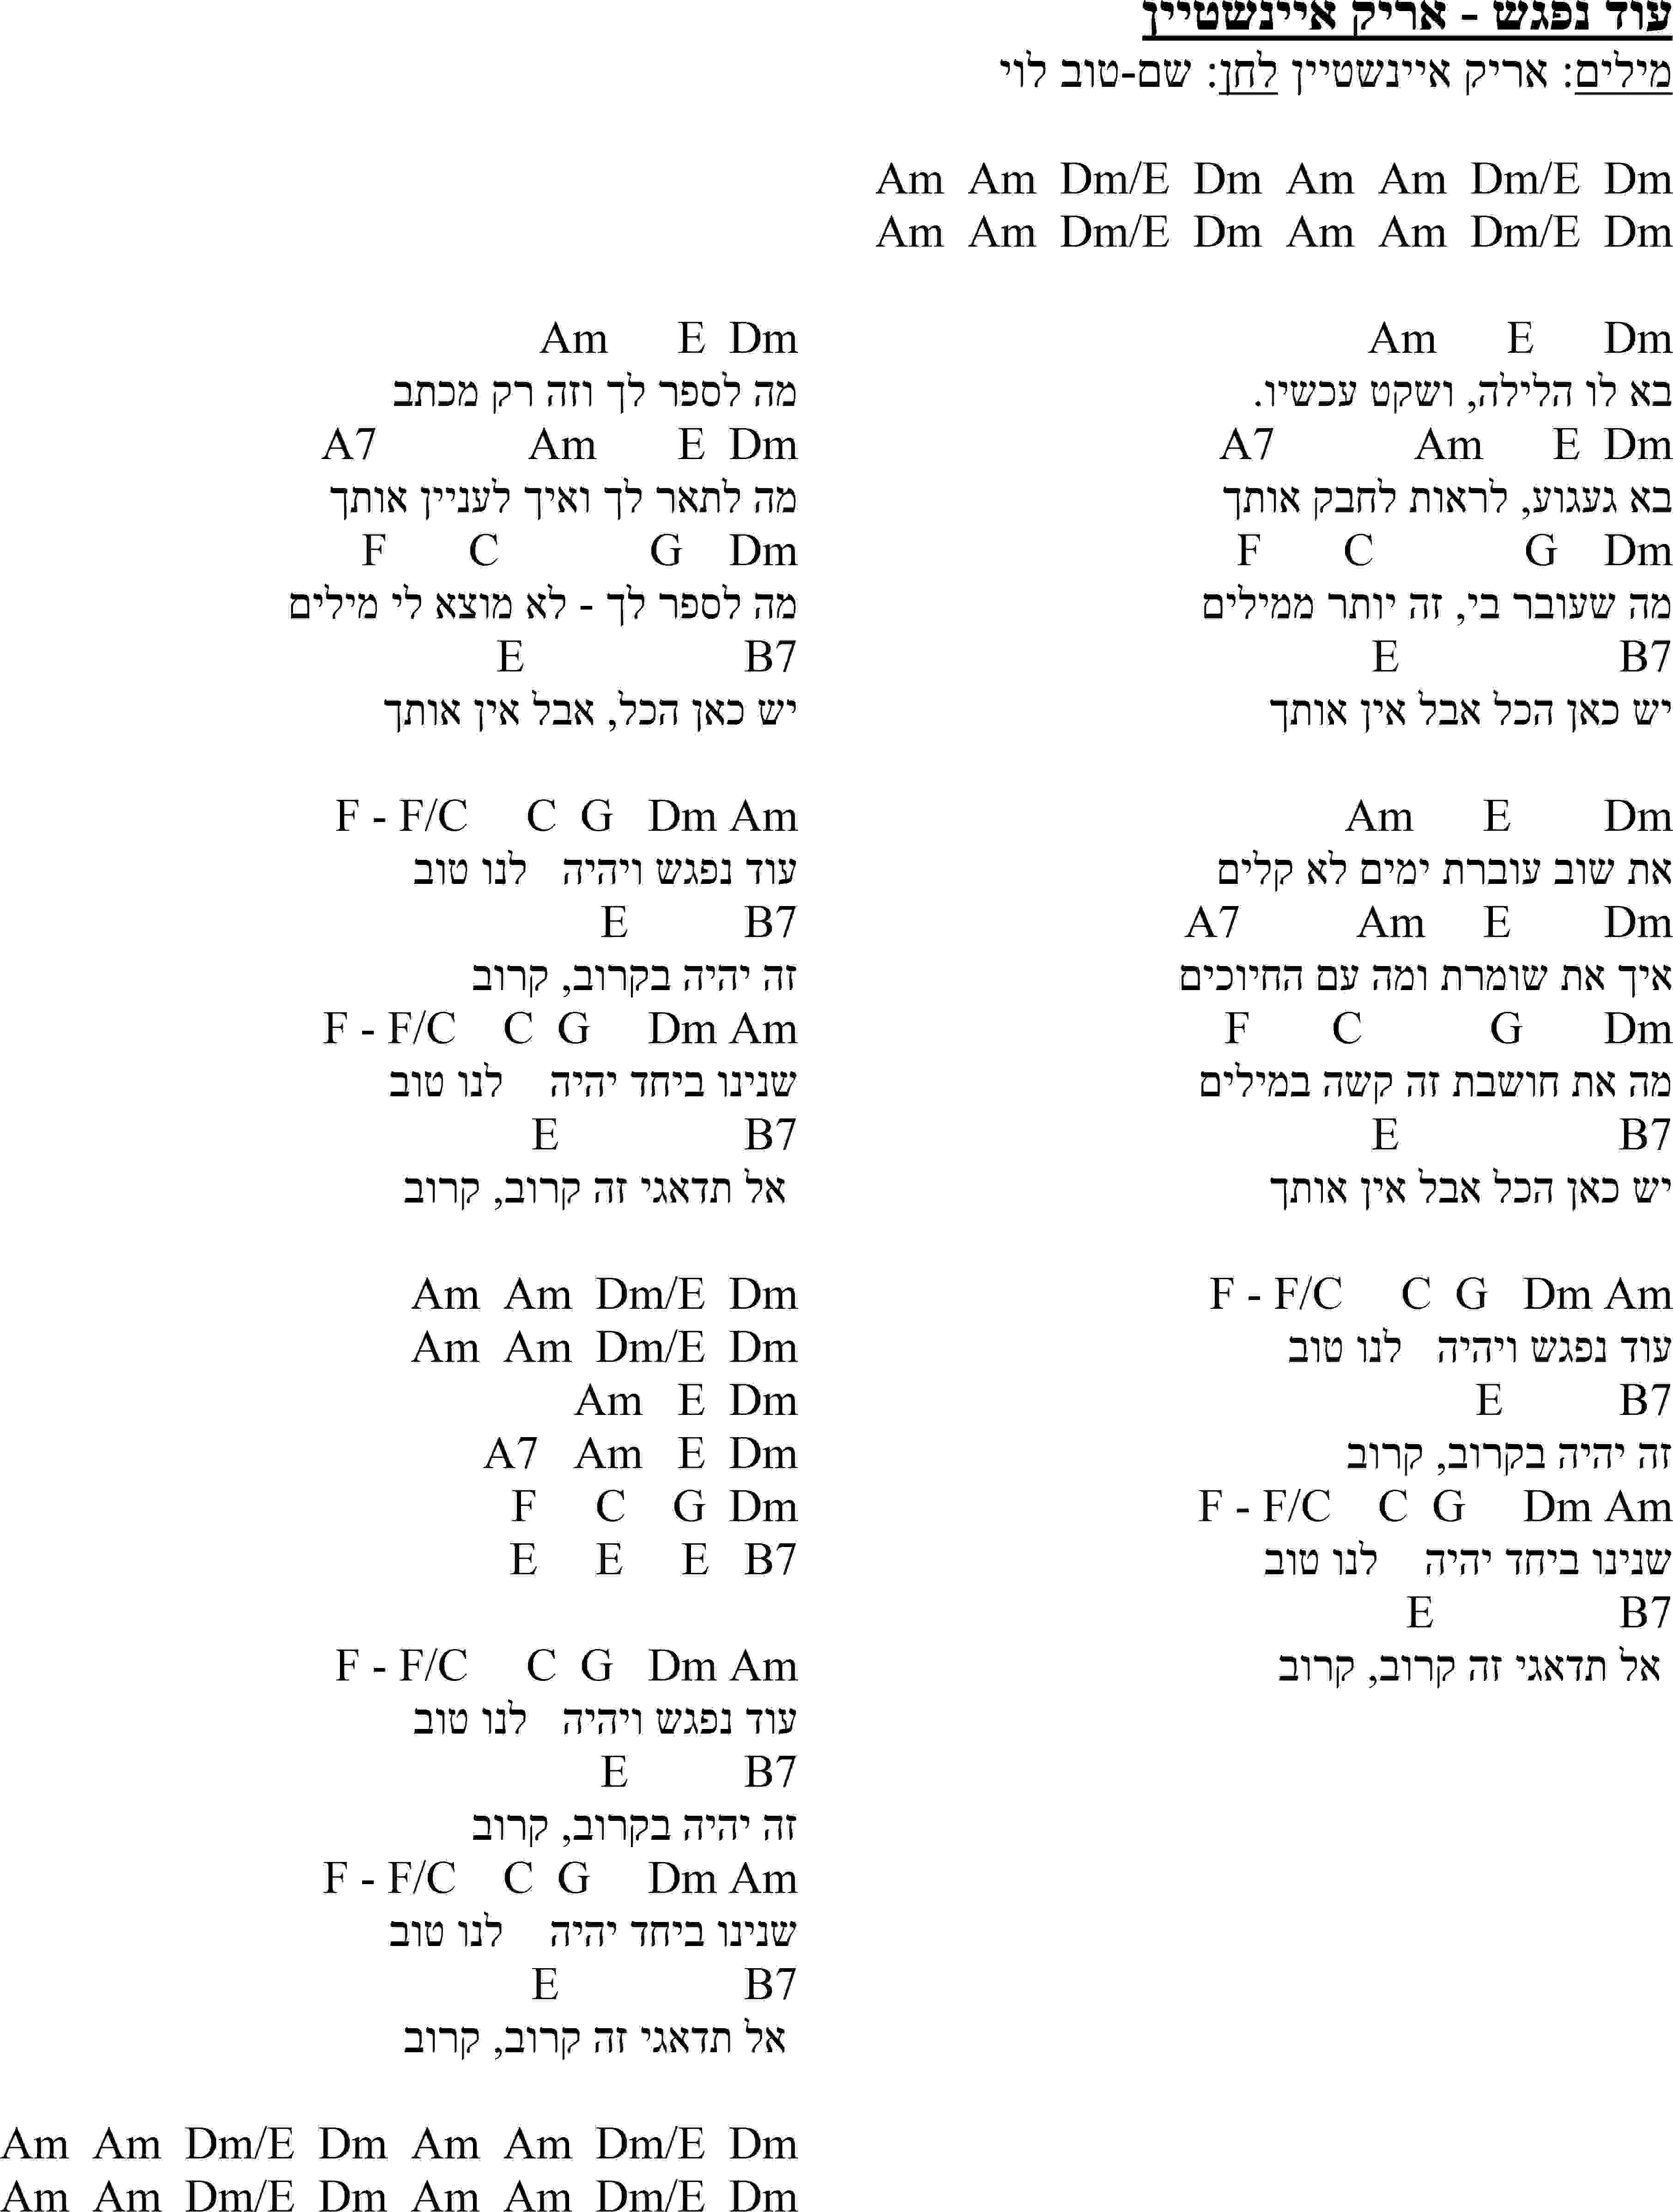 עוד נפגש - אריק איינשטיין
מילים: אריק איינשטיין לחן: שם-טוב לוי
Am Am Dm/E Dm Am Am Dm/E Dm
Am Am Dm/E Dm Am Am Dm/E Dm
Am E Dm
בא לו הלילה, ושקט עכשיו.
A7 Am E Dm
בא געגוע, לראות לחבק אותך
F C G Dm
מה שעובר בי, זה יותר ממילים
E B7
יש כאן הכל אבל אין אותך
Am E Dm
את שוב עוברת ימים לא קלים
A7 Am E Dm
איך את שומרת ומה עם החיוכים
F C G Dm
מה את חושבת זה קשה במילים
E B7
יש כאן הכל אבל אין אותך
F - F/C C G Dm Am
עוד נפגש ויהיה לנו טוב
E B7
זה יהיה בקרוב, קרוב
F - F/C C G Dm Am
שנינו ביחד יהיה לנו טוב
E B7
אל תדאגי זה קרוב, קרוב
Am E Dm
מה לספר לך וזה רק מכתב
A7 Am E Dm
מה לתאר לך ואיך לעניין אותך
F C G Dm
מה לספר לך - לא מוצא לי מילים
E B7
יש כאן הכל, אבל אין אותך
F - F/C C G Dm Am
עוד נפגש ויהיה לנו טוב
E B7
זה יהיה בקרוב, קרוב
F - F/C C G Dm Am
שנינו ביחד יהיה לנו טוב
E B7
אל תדאגי זה קרוב, קרוב
Am Am Dm/E Dm
Am Am Dm/E Dm
Am E Dm
A7 Am E Dm
F C G Dm
E E E B7
F - F/C C G Dm Am
עוד נפגש ויהיה לנו טוב
E B7
זה יהיה בקרוב, קרוב
F - F/C C G Dm Am
שנינו ביחד יהיה לנו טוב
E B7
אל תדאגי זה קרוב, קרוב
Am Am Dm/E Dm Am Am Dm/E Dm
Am Am Dm/E Dm Am Am Dm/E Dm